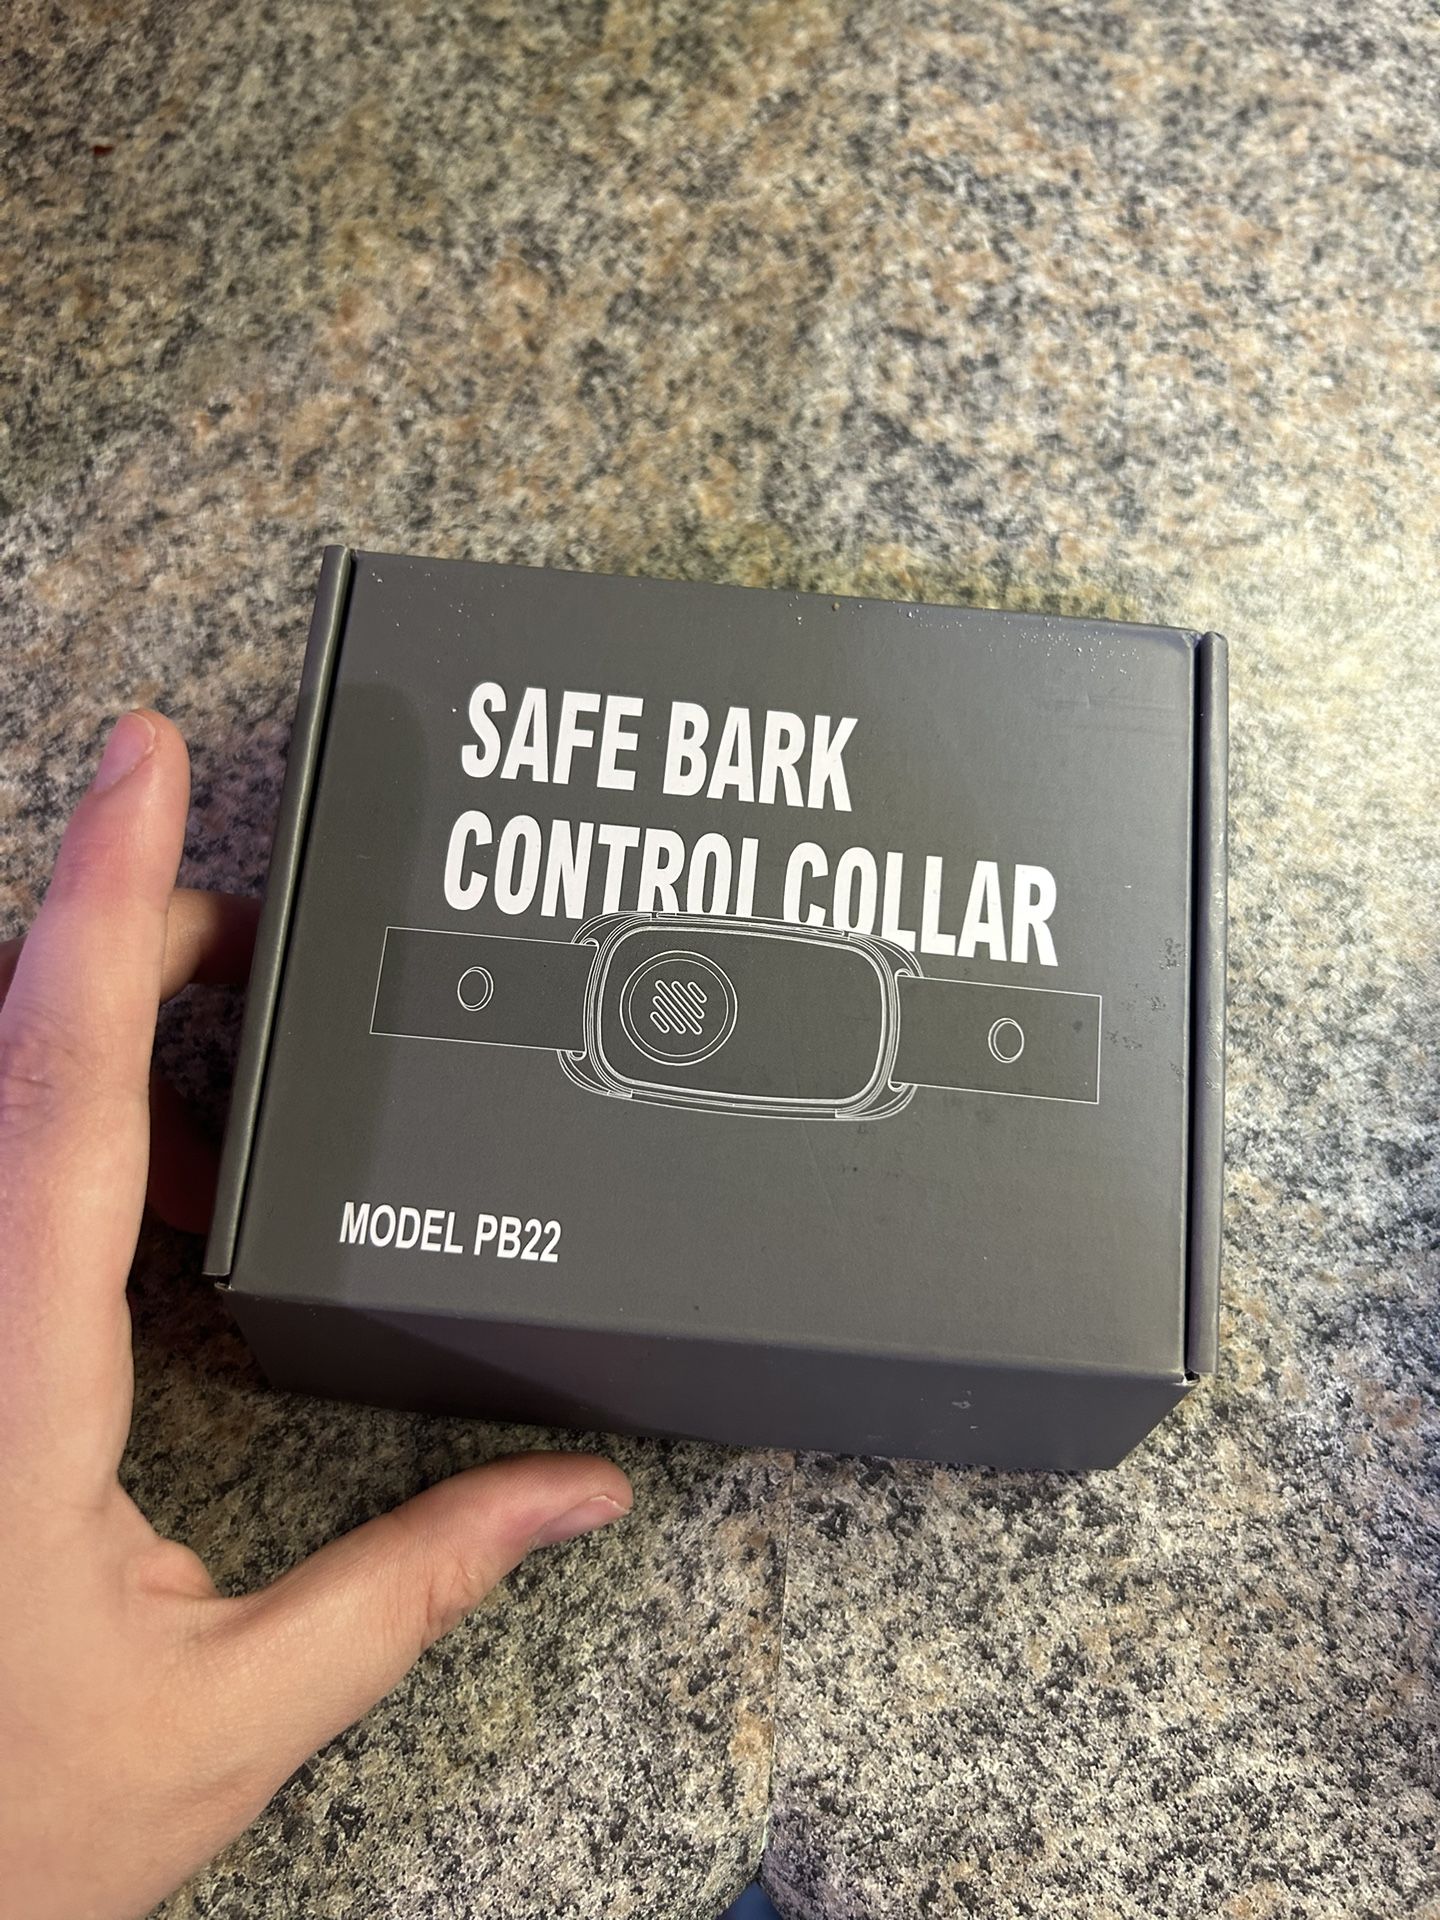 SAFE BARK
CONTROL COLLAR
MODEL PB22